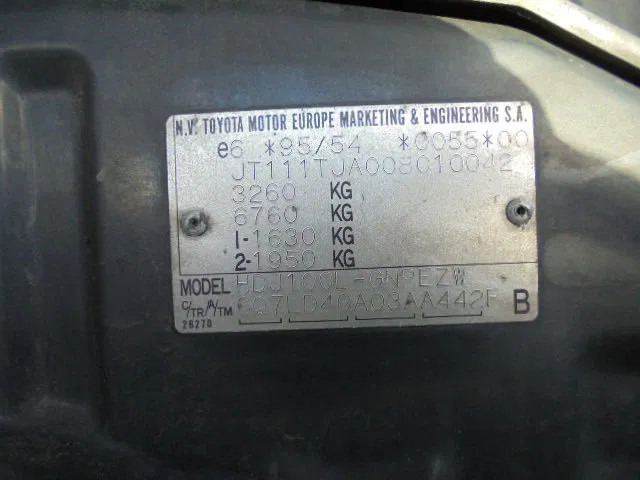 N.V. TOYOTA MOTOR EUROPE MARKETING & ENGINEERING S.A.
e6 *95/54 *0055*00
JT111TJA008010042
3260 KG
6760 KG
1-1630 KG
2-1950 KG
MODEL HDJ100L-GNPEZW
C/TR/A/TM 6Q7LD40A03AA442F B
26270